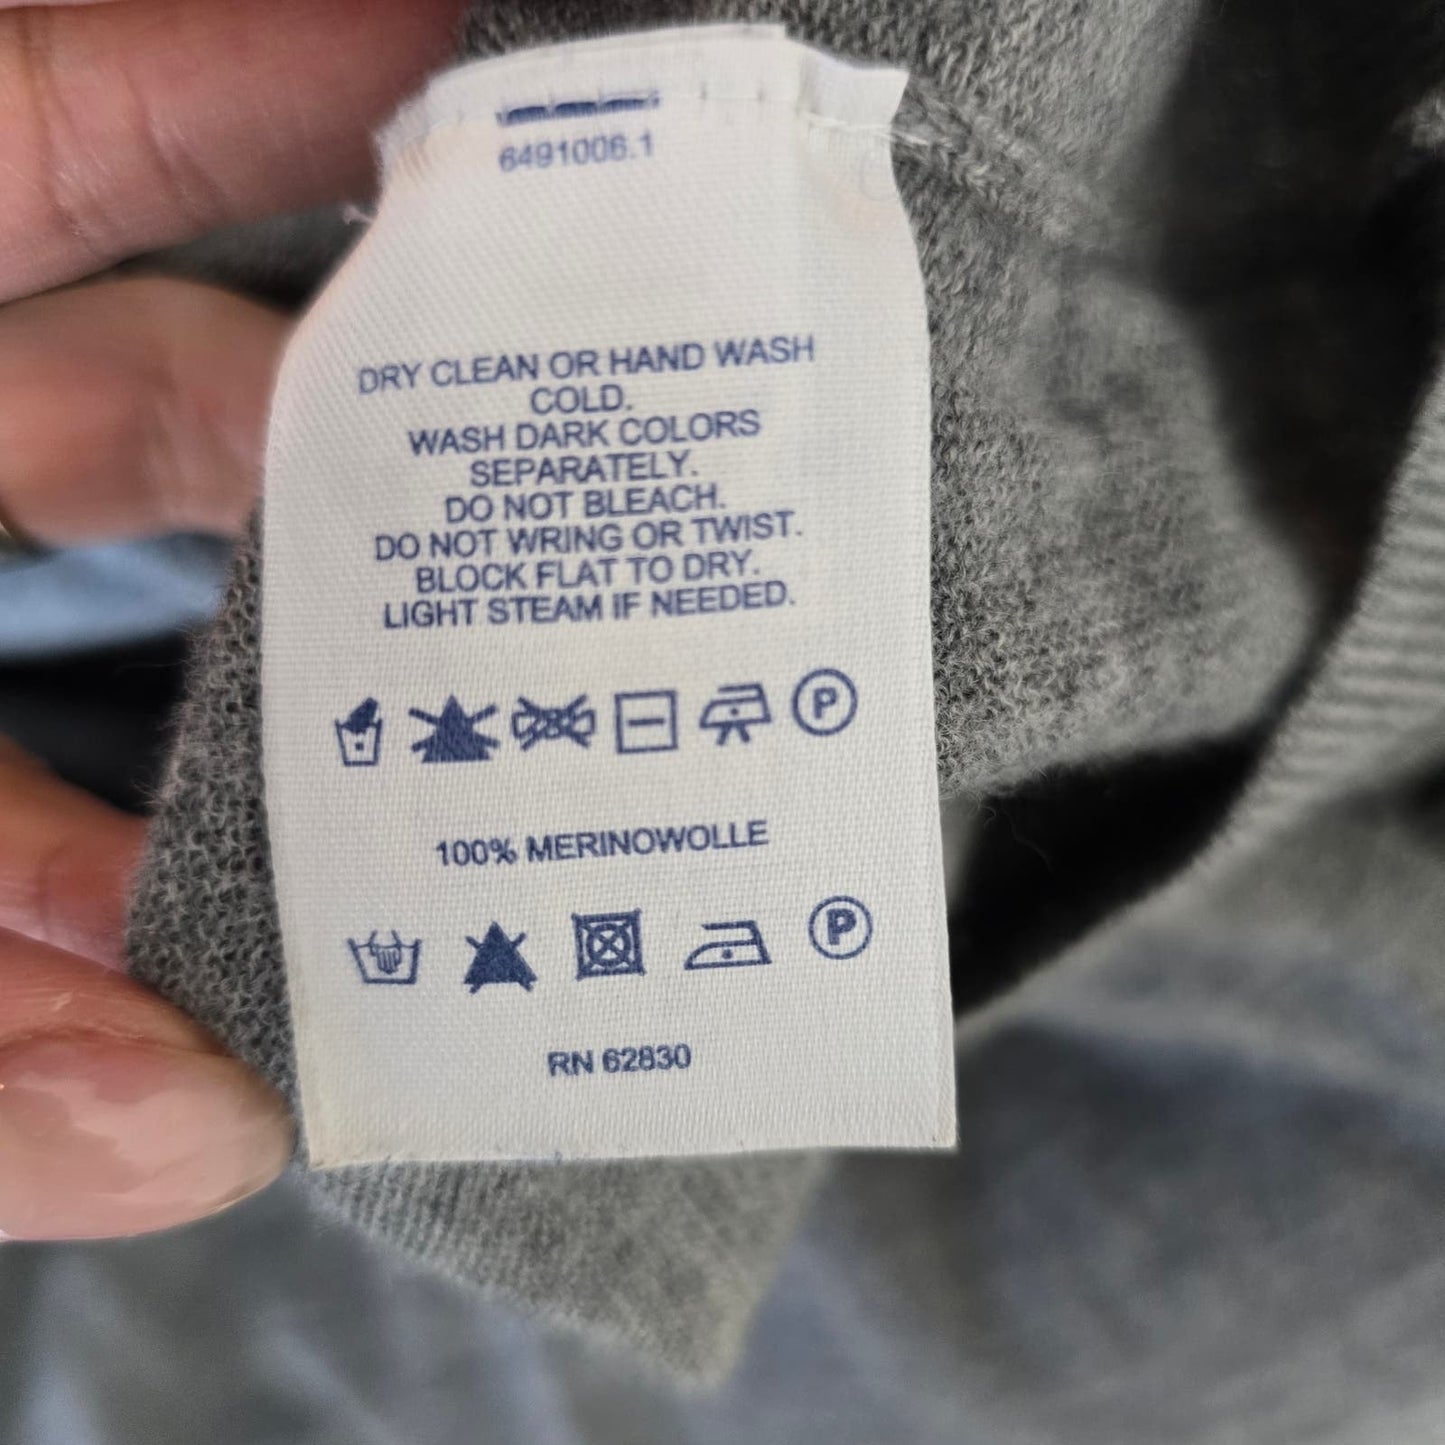 6491006.1
DRY CLEAN OR HAND WASH
COLD.
WASH DARK COLORS
SEPARATELY.
DO NOT BLEACH.
DO NOT WRING OR TWIST.
BLOCK FLAT TO DRY.
LIGHT STEAM IF NEEDED.
P
100% MERINOWOLLE
P
RN 62830